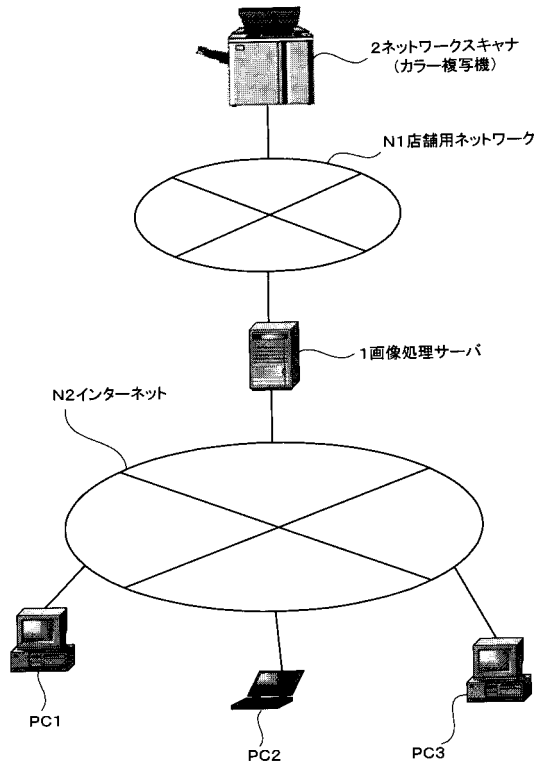 2ネットワークスキャナ
(カラー複写機)
N1店舗用ネットワーク
1画像処理サーバ
N2インターネット
PC1
PC2
PC3